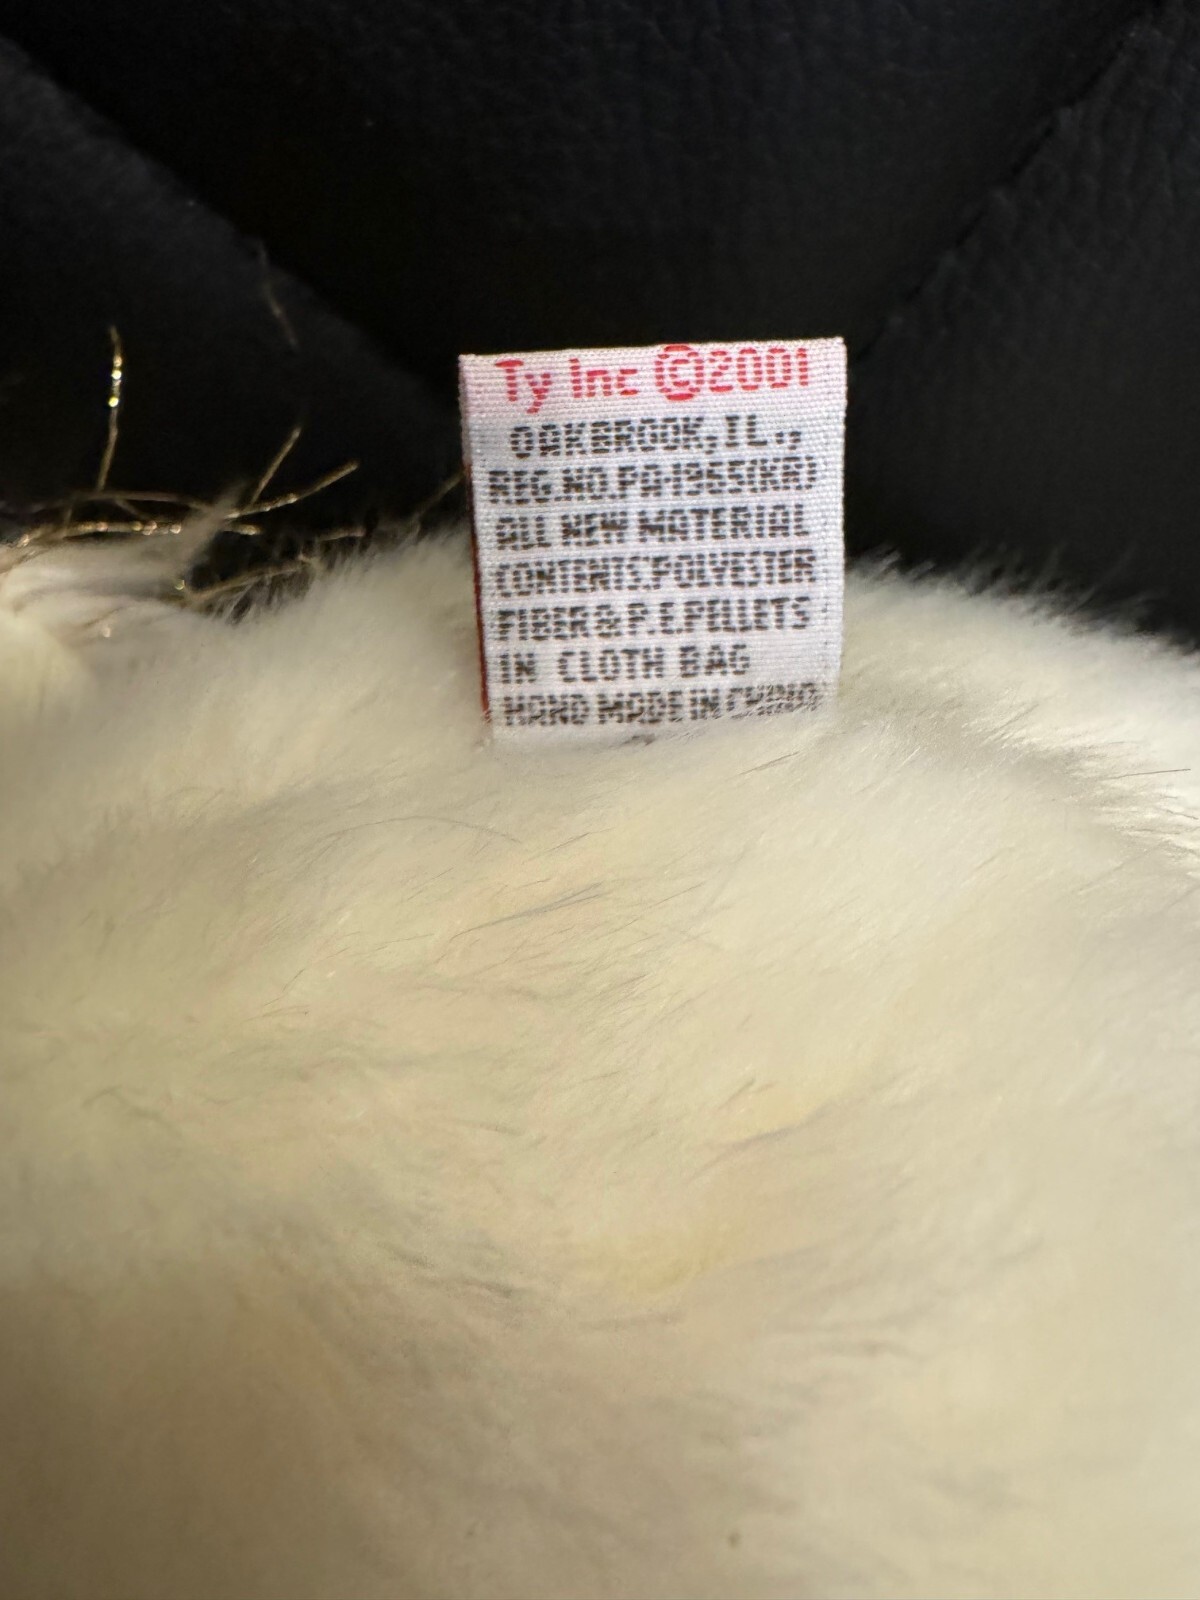 Ty Inc ©2001
OAKBROOK, IL.,
REG.NO.PA-1965(KR)
ALL NEW MATERIAL
CONTENTS:POLYESTER
FIBER & P.E.PELLETS
IN CLOTH BAG
HAND MADE IN CHINA